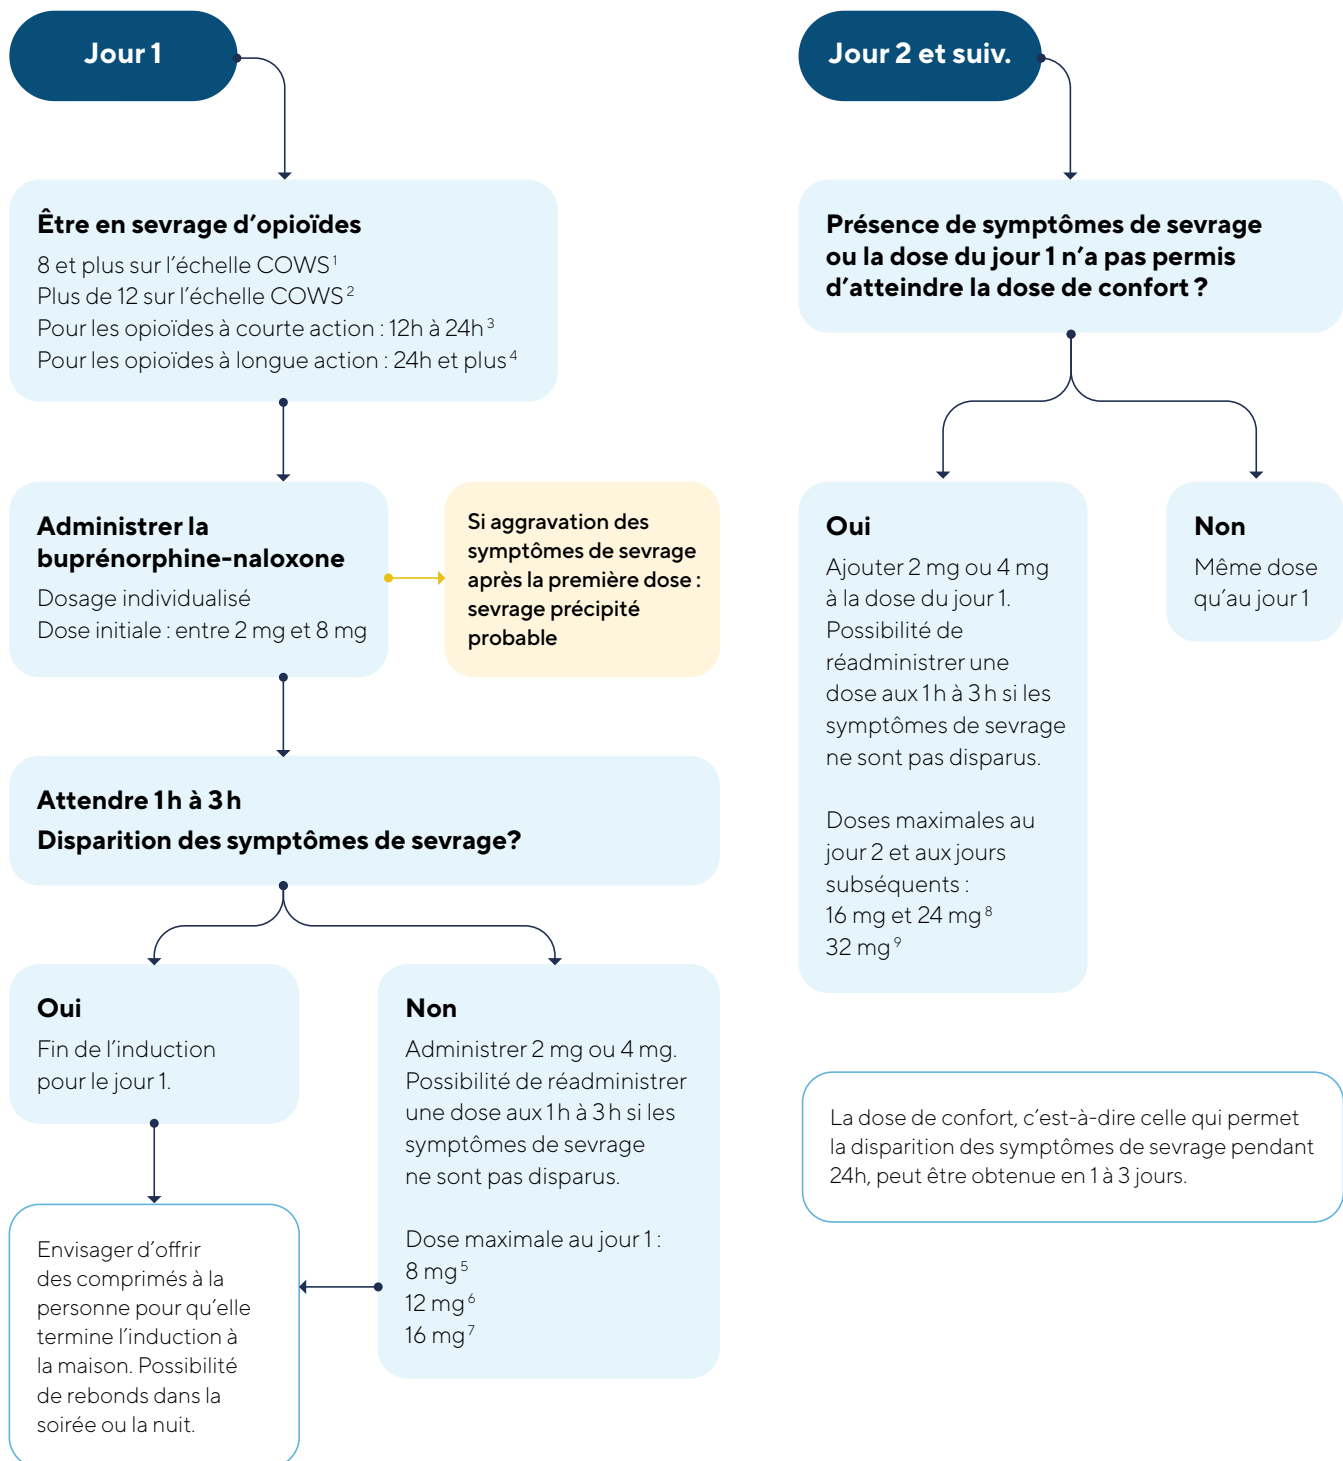 Jour 1
Être en sevrage d’opioïdes
8 et plus sur l’échelle COWS¹
Plus de 12 sur l’échelle COWS²
Pour les opioïdes à courte action : 12h à 24h³
Pour les opioïdes à longue action : 24h et plus⁴
Administrer la
buprénorphine-naloxone
Dosage individualisé
Dose initiale : entre 2 mg et 8 mg
Si aggravation des
symptômes de sevrage
après la première dose :
sevrage précipité
probable
Attendre 1h à 3h
Disparition des symptômes de sevrage?
Oui
Fin de l’induction
pour le jour 1.
Non
Administrer 2 mg ou 4 mg.
Possibilité de réadministrer
une dose aux 1h à 3h si les
symptômes de sevrage
ne sont pas disparus.
Dose maximale au jour 1 :
8 mg⁵
12 mg⁶
16 mg⁷
Envisager d’offrir
des comprimés à la
personne pour qu’elle
termine l’induction à
la maison. Possibilité
de rebonds dans la
soirée ou la nuit.
Jour 2 et suiv.
Présence de symptômes de sevrage
ou la dose du jour 1 n’a pas permis
d’atteindre la dose de confort ?
Oui
Ajouter 2 mg ou 4 mg
à la dose du jour 1.
Possibilité de
réadministrer une
dose aux 1h à 3h si les
symptômes de sevrage
ne sont pas disparus.
Doses maximales au
jour 2 et aux jours
subséquents :
16 mg et 24 mg⁸
32 mg⁹
Non
Même dose
qu’au jour 1
La dose de confort, c’est-à-dire celle qui permet
la disparition des symptômes de sevrage pendant
24h, peut être obtenue en 1 à 3 jours.